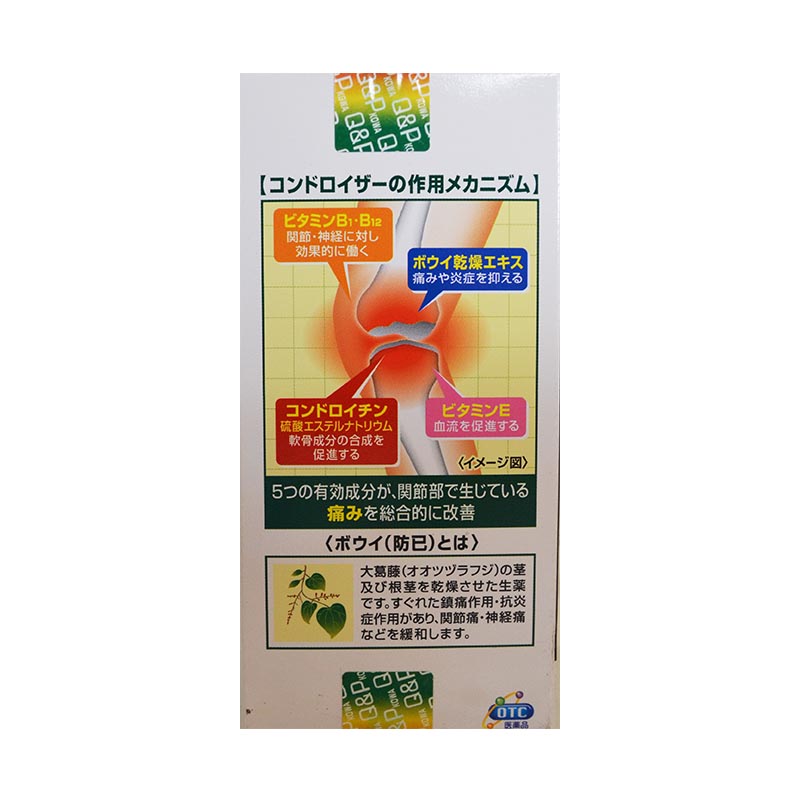 Q&P KOWA
【コンドロイザーの作用メカニズム】
ビタミンB1・B12
関節・神経に対し
効果的に働く
ボウイ乾燥エキス
痛みや炎症を抑える
コンドロイチン
硫酸エステルナトリウム
軟骨成分の合成を
促進する
ビタミンE
血流を促進する
〈イメージ図〉
5つの有効成分が、関節部で生じている
痛みを総合的に改善
〈ボウイ(防已)とは〉
大葛藤(オオツヅラフジ)の茎
及び根茎を乾燥させた生薬
です。すぐれた鎮痛作用・抗炎
症作用があり、関節痛・神経痛
などを緩和します。
Q&P KOWA
OTC
医薬品